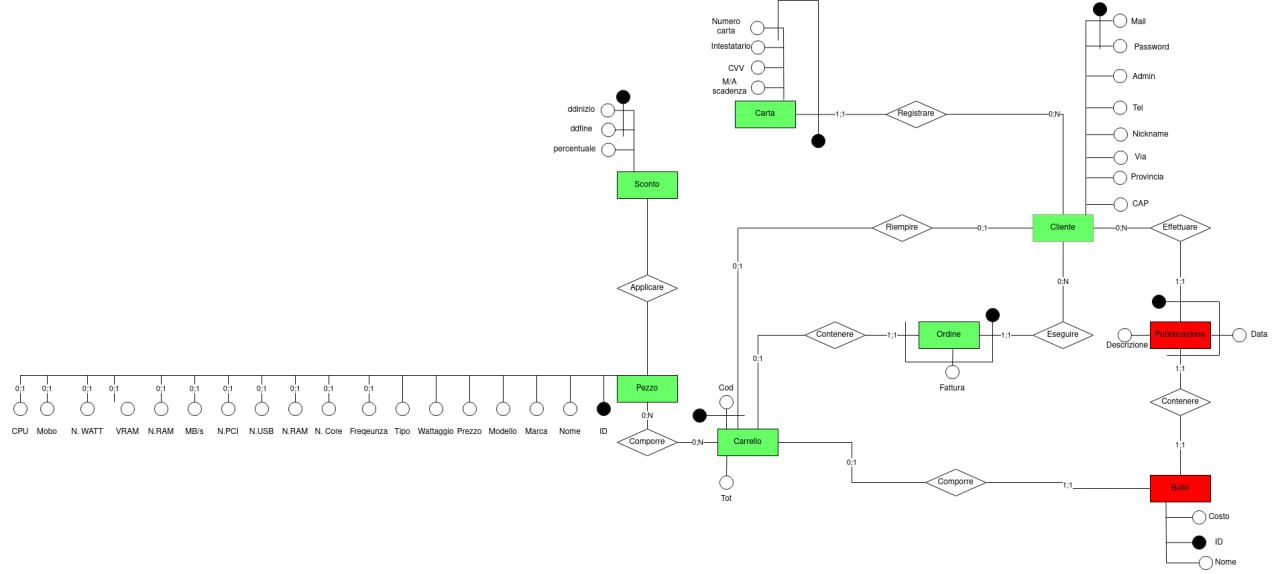 Numero
carta
Intestatario
CVV
M/A
scadenza
Carta
1;1
Registrare
0;N
Mail
Password
Admin
Tel
Nickname
Via
Provincia
CAP
ddinizio
ddfine
percentuale
Sconto
Riempire
0;1
Cliente
0;N
Effettuare
0;1
Applicare
0;N
1;1
Contenere
1;1
Ordine
1;1
Eseguire
Pubblicazione
Descrizione
Data
0;1
Fattura
1;1
Pezzo
Cod
Contenere
0;1
0;1
0;1
0;1
0;1
0;1
0;1
0;1
0;1
0;1
0;1
CPU
Mobo
N. WATT
VRAM
N.RAM
MB/s
N.PCI
N.USB
N.RAM
N. Core
Freqeunza
Tipo
Wattaggio
Prezzo
Modello
Marca
Nome
ID
0;N
Comporre
0;N
Carrello
1;1
0;1
Comporre
1;1
Build
Tot
Costo
ID
Nome